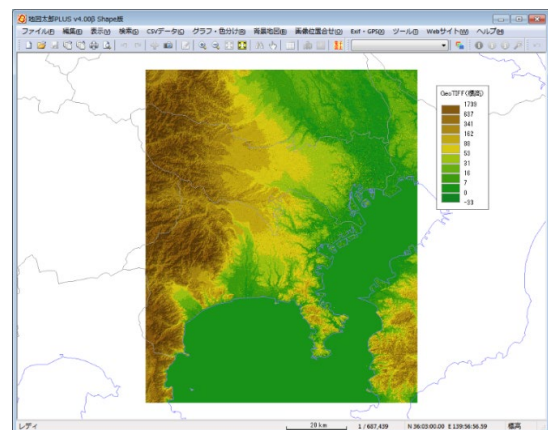 地図太郎PLUS v4.00β Shape版
ファイル(F) 編集(E) 表示(V) 検索(S) CSVデータ(C) グラフ・色分け(B) 背景地図(B) 画像位置合せ(D) Exif・GPS(G) ツール(T) Webサイト(W) ヘルプ(H)
GeoTIFF(標高)
1799
637
341
162
88
53
31
18
7
0
-33
レディ 20 km 1 / 687,439 N 36:03:00.00 E 139:56:56.59 標高